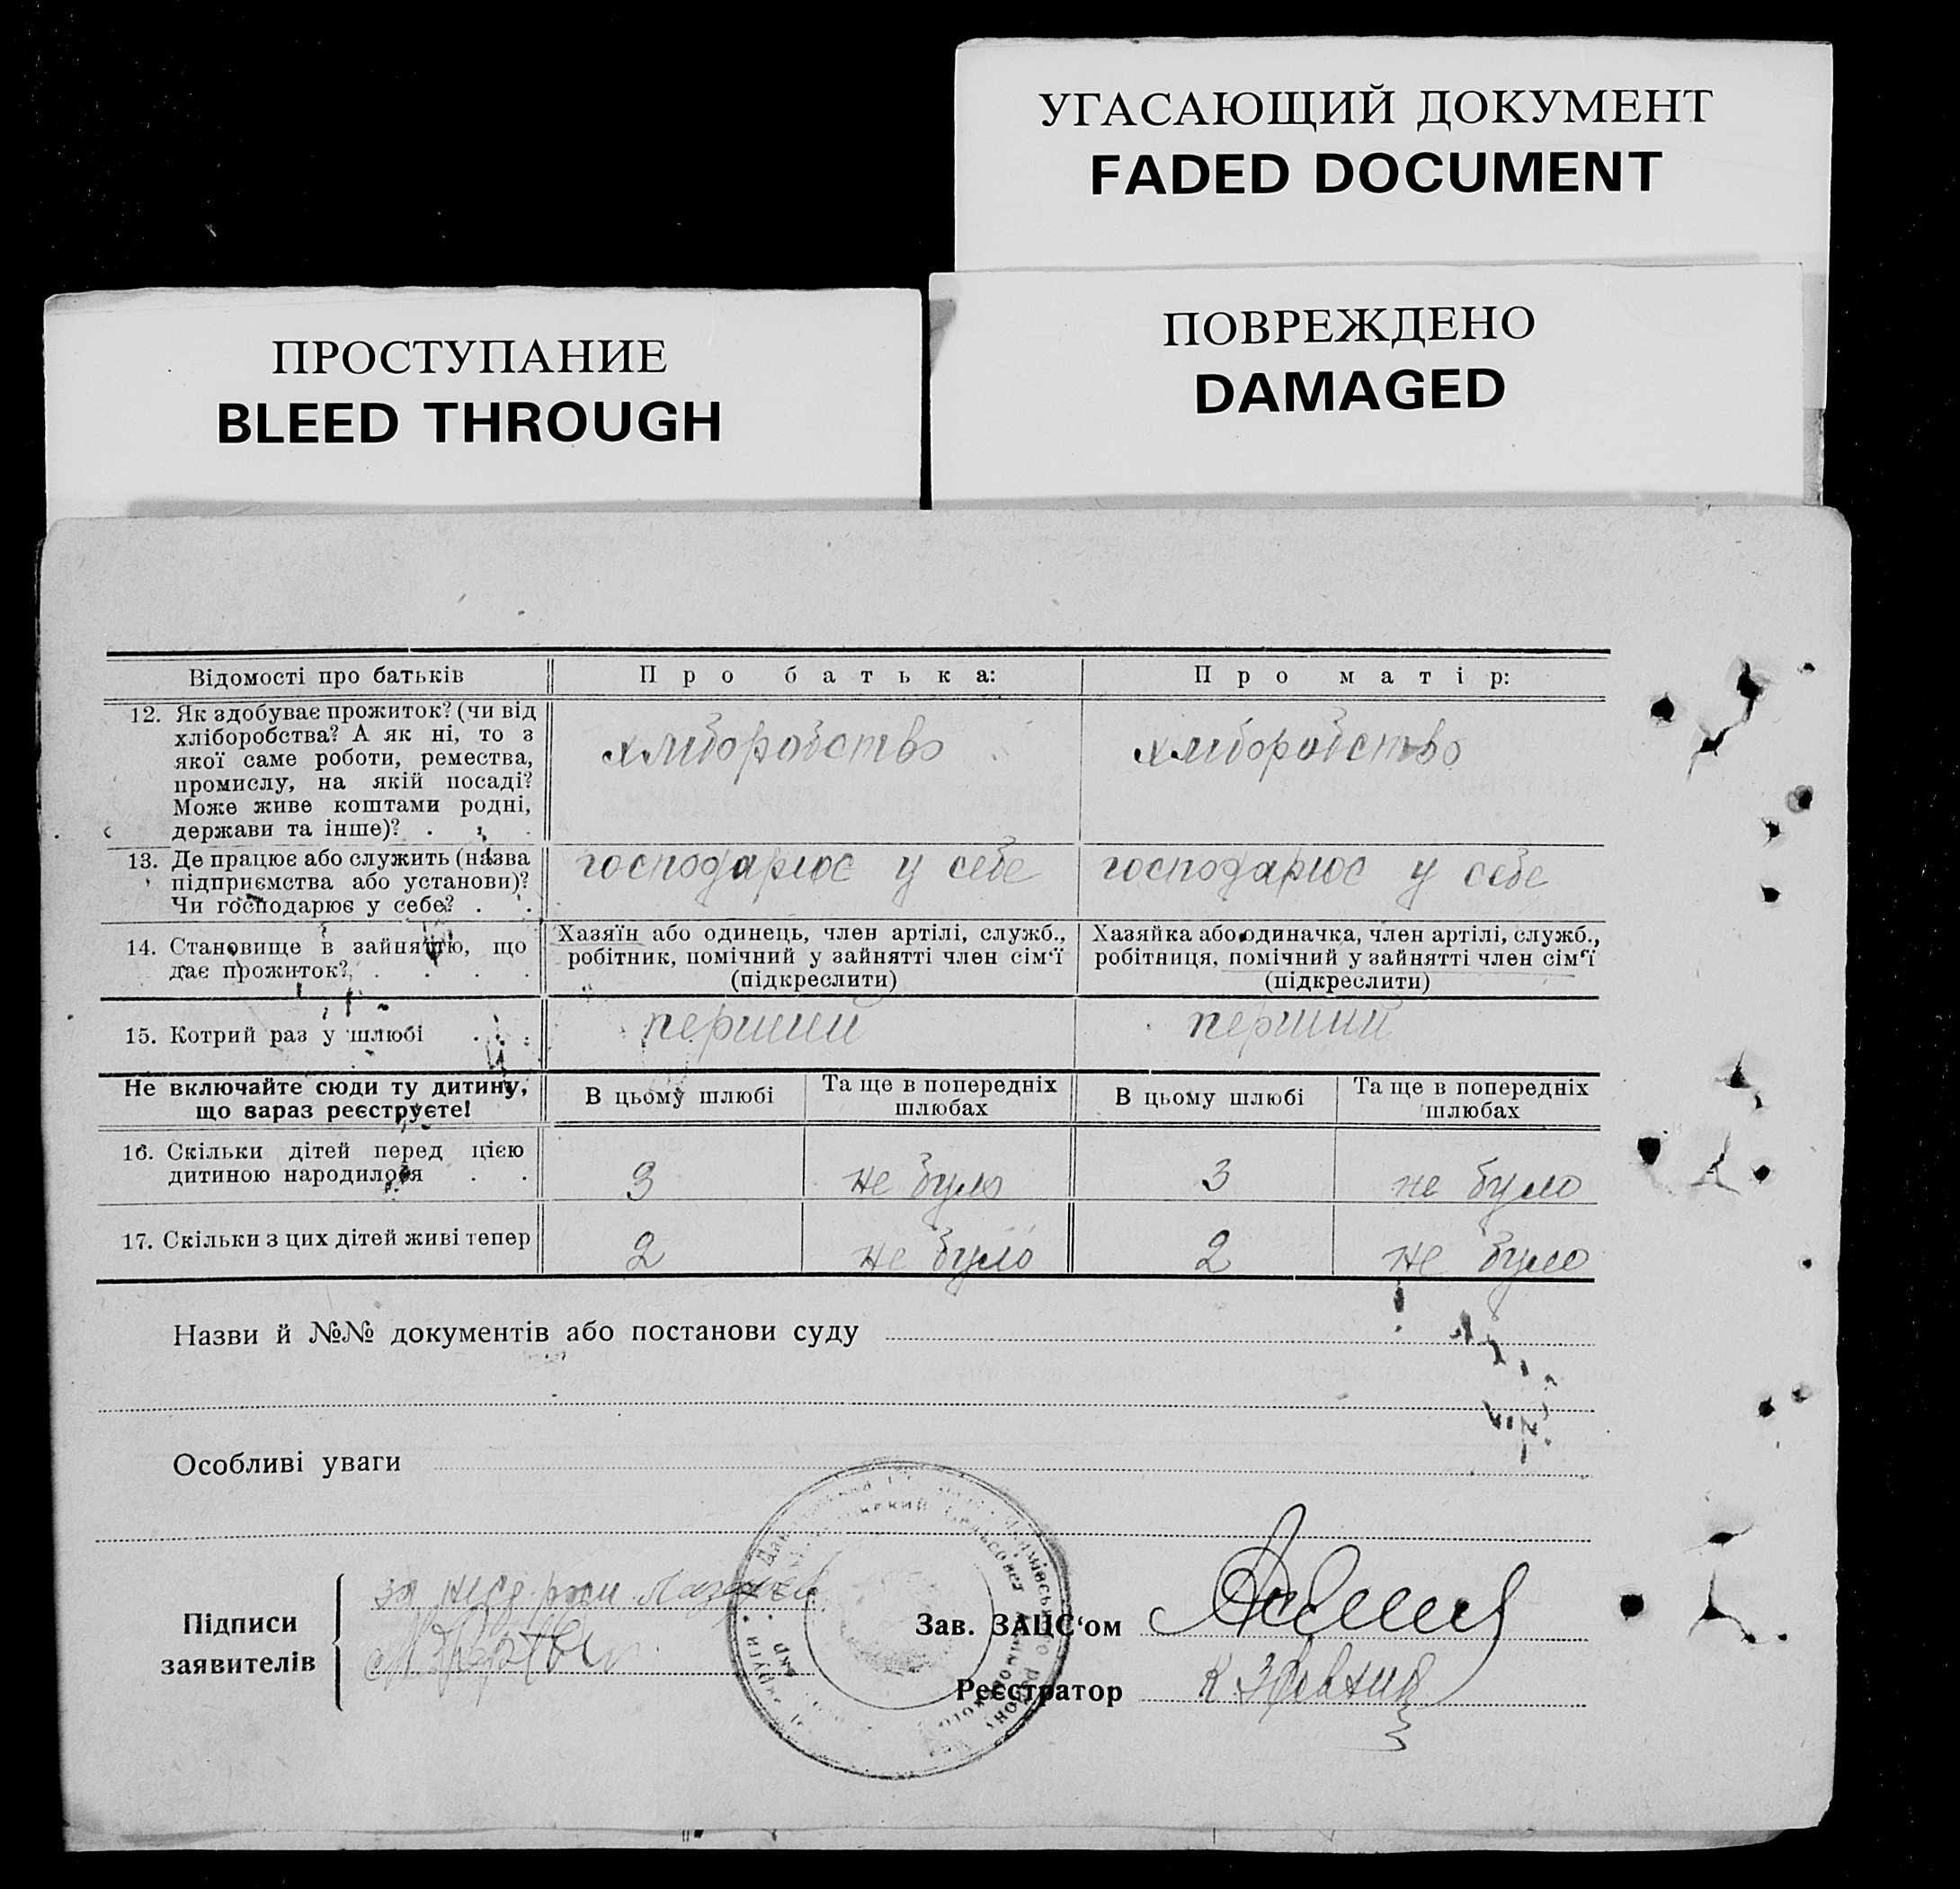 УГАСАЮЩИЙ ДОКУМЕНТ
FADED DOCUMENT
ПОВРЕЖДЕНО
DAMAGED
ПРОСТУПАНИЕ
BLEED THROUGH
Відомості про батьків
Про батька:
Про матір:
12. Як здобуває прожиток? (чи від
хліборобства? А як ні, то з
якої саме роботи, ремества,
промислу, на якій посаді?
Може живе коштами родні,
держави та інше)? .
хліборобство
хліборобство
13. Де працює або служить (назва
підприємства або установи)?
Чи господарює у себе? . .
господарює у себе
господарює у себе
14. Становище в зайняттю, що
дає прожиток? . . . .
Хазяїн або одинець, член артілі, служб.,
робітник, помічний у зайнятті член сім'ї
(підкреслити)
Хазяйка або одиначка, член артілі, служб.,
робітниця, помічний у зайнятті член сім'ї
(підкреслити)
15. Котрий раз у шлюбі . . .
перший
перший
Не включайте сюди ту дитину,
що зараз реєструєте!
В цьому шлюбі
Та ще в попередніх
шлюбах
В цьому шлюбі
Та ще в попередніх
шлюбах
16. Скільки дітей перед цією
дитиною народилося . .
3
не було
3
не було
17. Скільки з цих дітей живі тепер
2
не було
2
не було
Назви й №№ документів або постанови суду
Особливі уваги
Підписи
заявителів
за
Зав. ЗАЦС'ом
Реєстратор